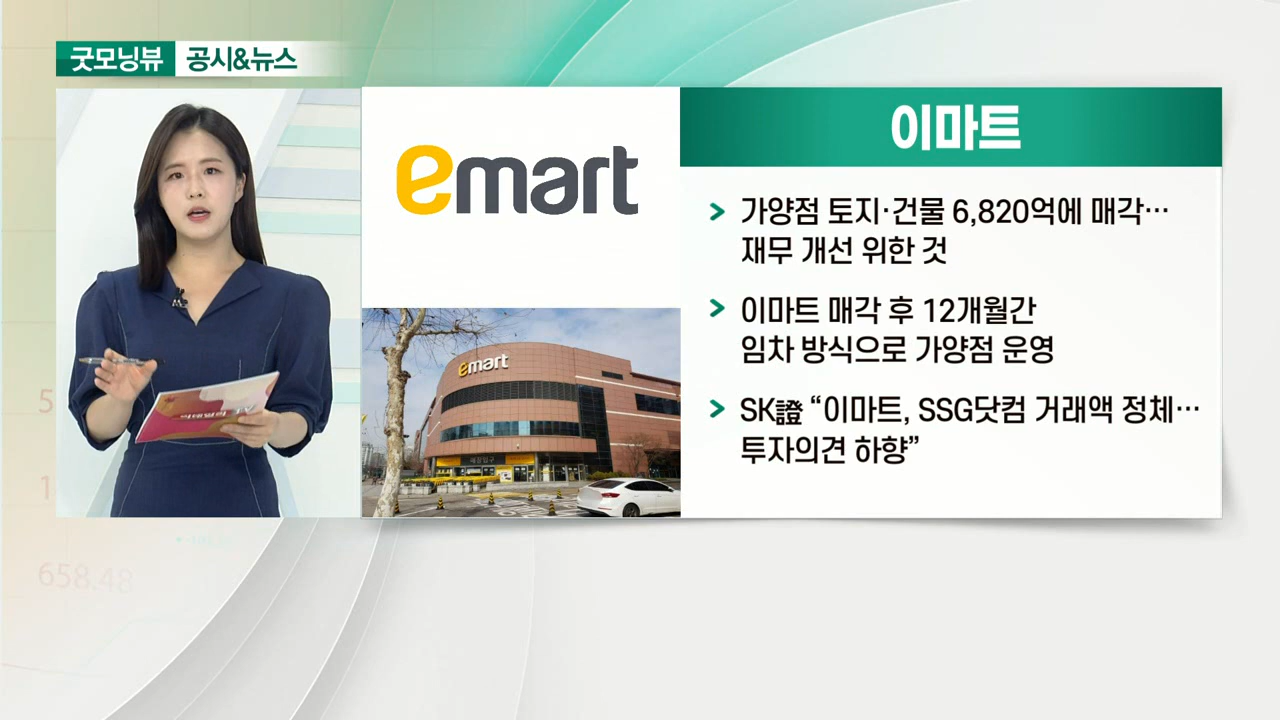 굿모닝뷰 공시&뉴스
emart
이마트
가양점 토지·건물 6,820억에 매각…
재무 개선 위한 것
이마트 매각 후 12개월간
임차 방식으로 가양점 운영
SK證 “이마트, SSG닷컴 거래액 정체…
투자의견 하향”
emart
658.48